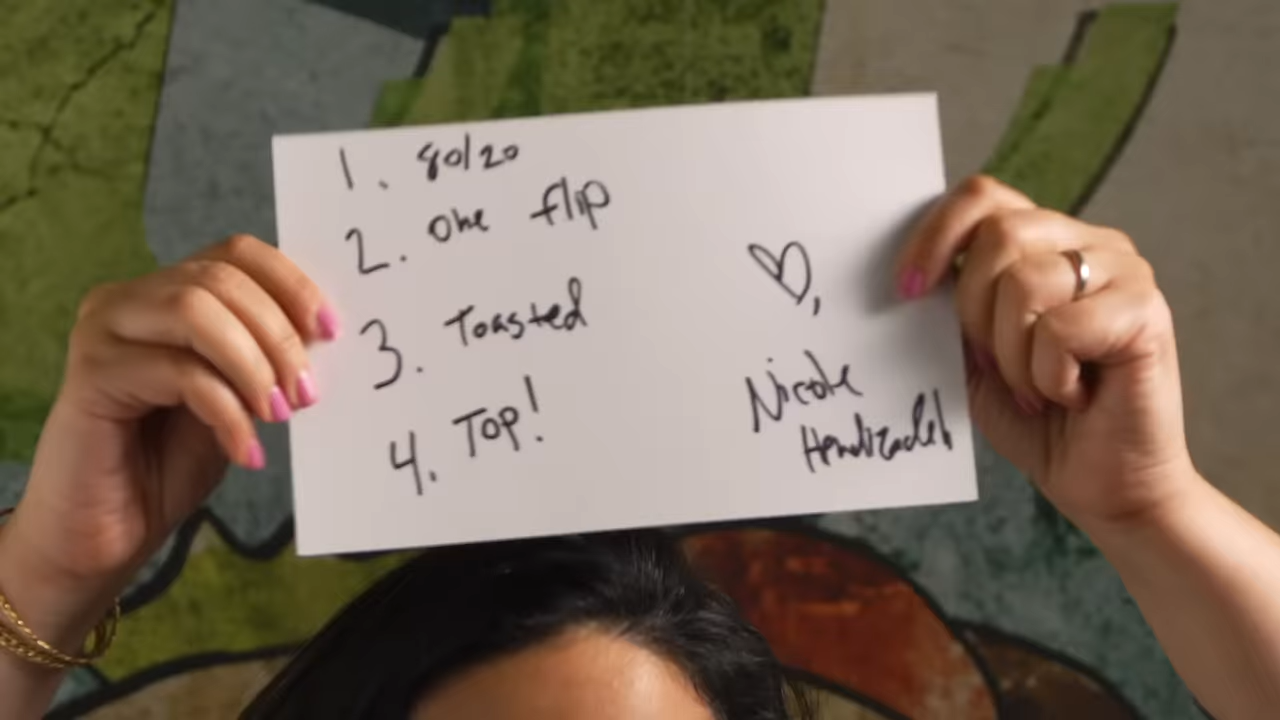 1. 80/20
2. One flip
3. Toasted
4. Top!
♡,
Nicole